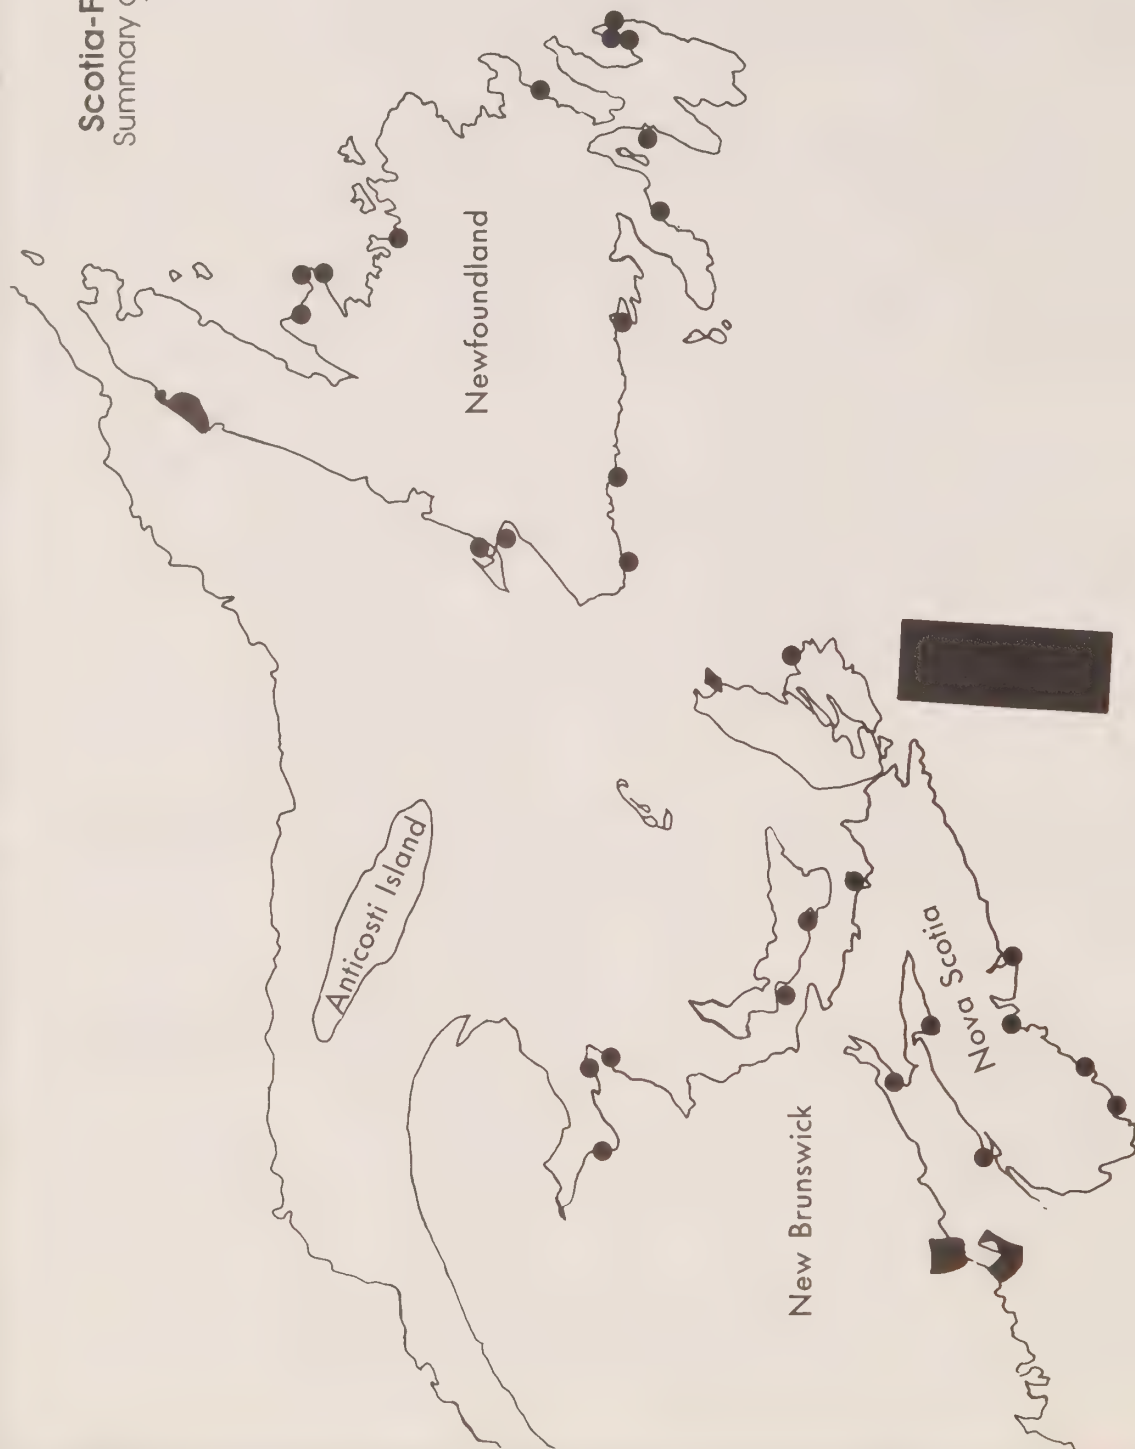 Scotia-F
Summary
Newfoundland
Anticosti Island
Nova Scotia
New Brunswick